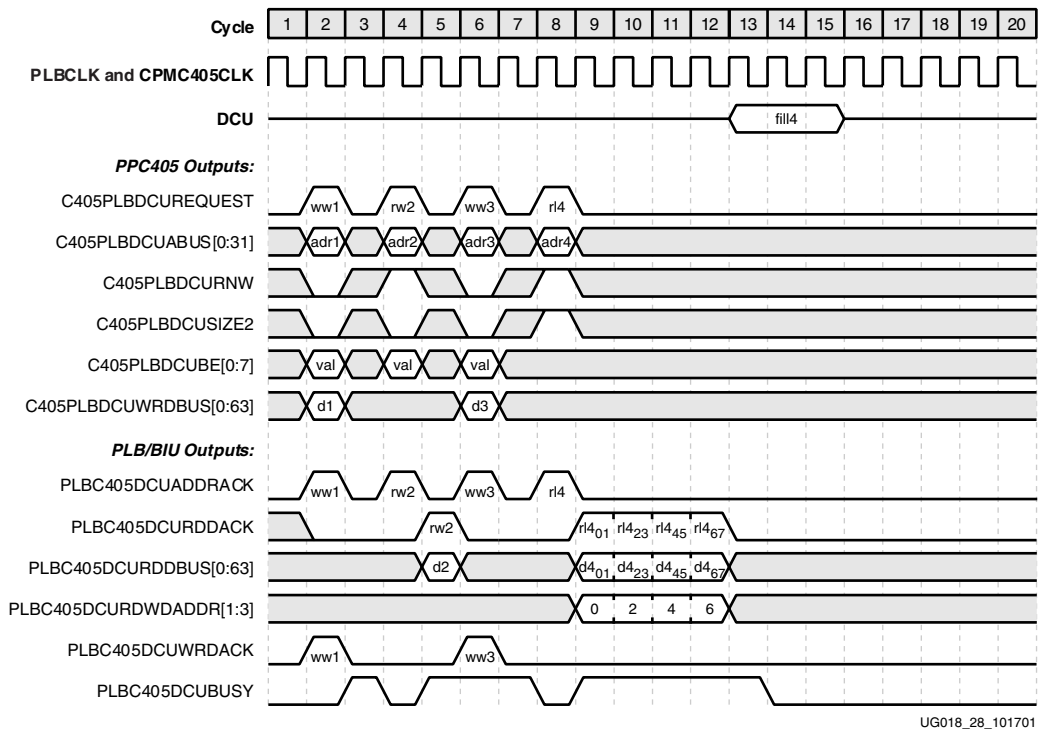 Cycle 1 2 3 4 5 6 7 8 9 10 11 12 13 14 15 16 17 18 19 20
PLBCLK and CPMC405CLK
DCU fill4
PPC405 Outputs:
C405PLBDCUREQUEST ww1 rw2 ww3 rl4
C405PLBDCUABUS[0:31] adr1 adr2 adr3 adr4
C405PLBDCURNW
C405PLBDCUSIZE2
C405PLBDCUBE[0:7] val val val
C405PLBDCUWRDBUS[0:63] d1 d3
PLB/BIU Outputs:
PLBC405DCUADDRACK ww1 rw2 ww3 rl4
PLBC405DCURDDACK rw2 rl401 rl423 rl445 rl467
PLBC405DCURDDBUS[0:63] d2 d401 d423 d445 d467
PLBC405DCURDWDADDR[1:3] 0 2 4 6
PLBC405DCUWRDACK ww1 ww3
PLBC405DCUBUSY
UG018_28_101701